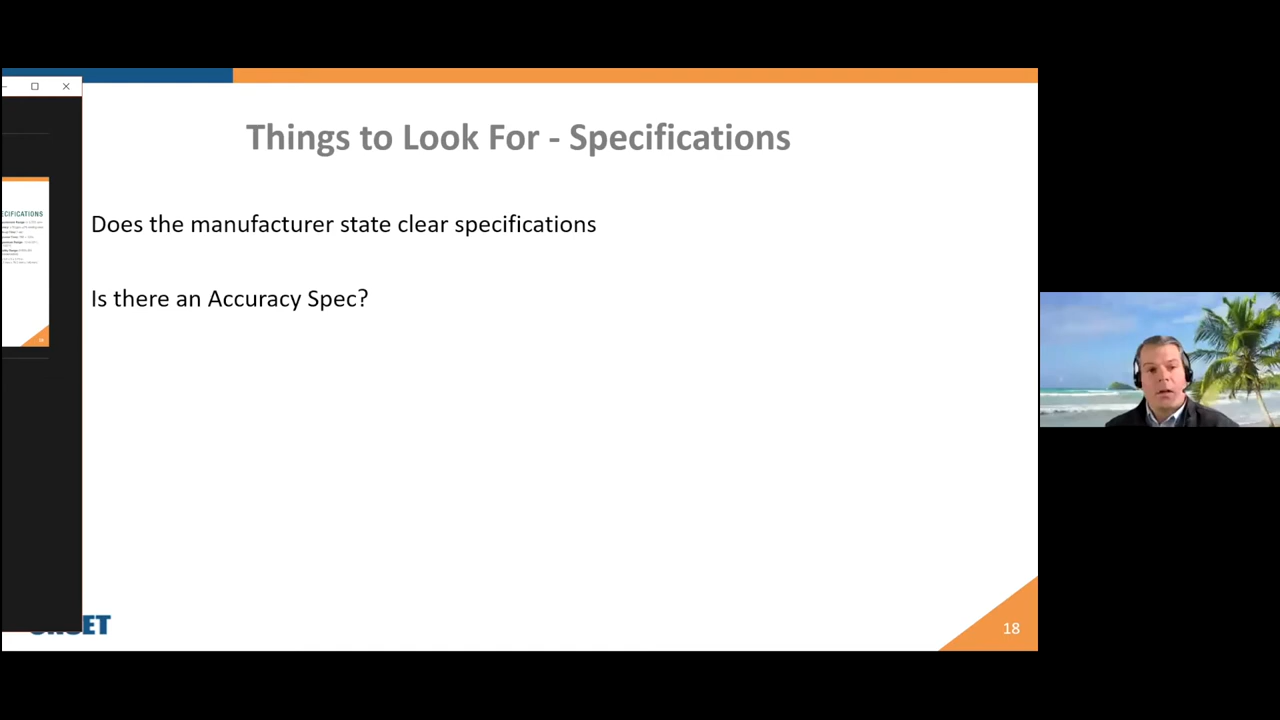 Things to Look For - Specifications
Does the manufacturer state clear specifications
Is there an Accuracy Spec?
18